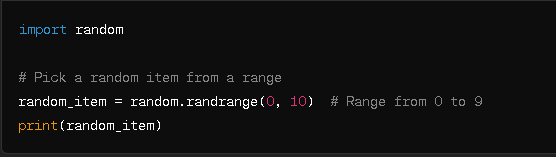 import random
# Pick a random item from a range
random_item = random.randrange(0, 10)  # Range from 0 to 9
print(random_item)